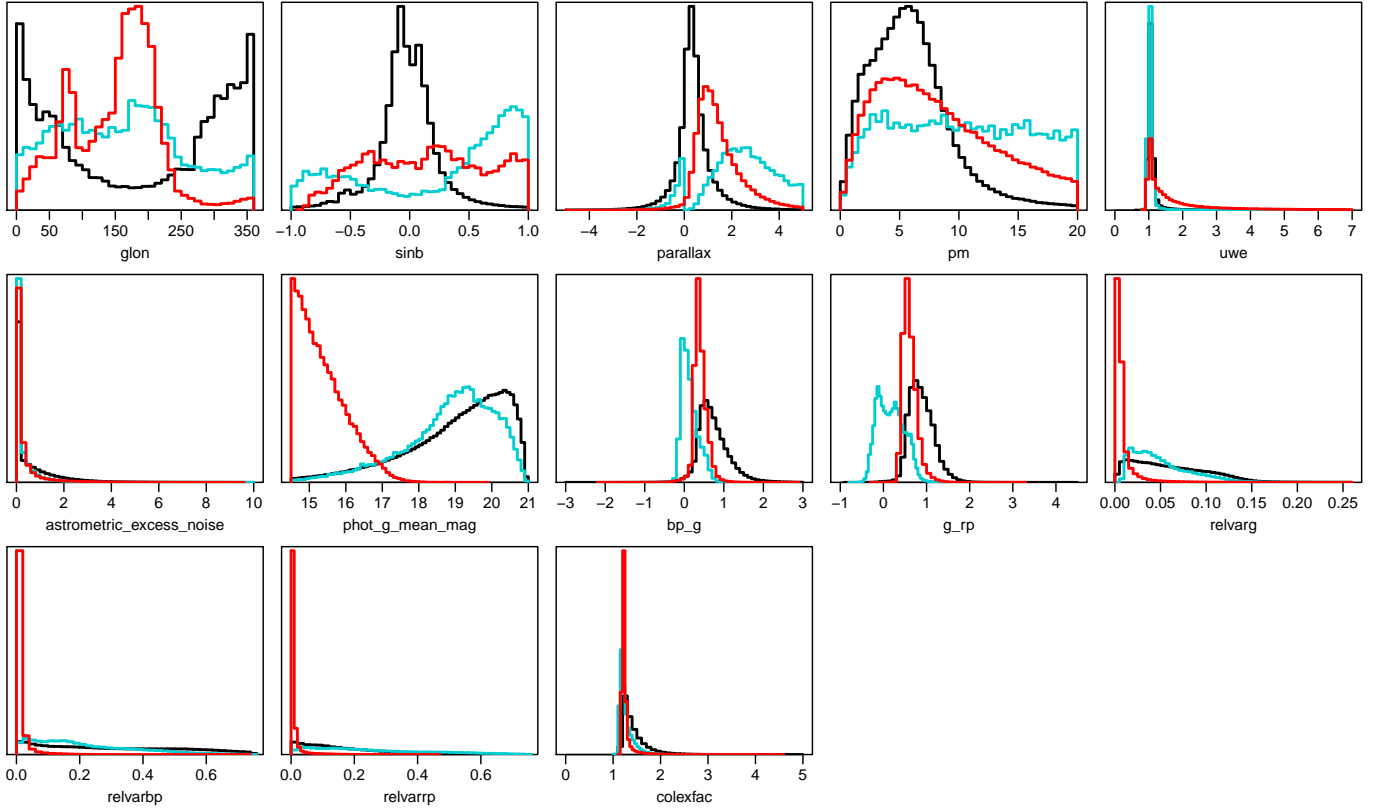 0 50 150 250 350
glon
−1.0 −0.5 0.0 0.5 1.0
sinb
−4 −2 0 2 4
parallax
0 5 10 15 20
pm
0 1 2 3 4 5 6 7
uwe
0 2 4 6 8 10
astrometric_excess_noise
15 16 17 18 19 20 21
phot_g_mean_mag
−3 −2 −1 0 1 2 3
bp_g
−1 0 1 2 3 4
g_rp
0.00 0.05 0.10 0.15 0.20 0.25
relvarg
0.0 0.2 0.4 0.6
relvarbp
0.0 0.2 0.4 0.6
relvarrp
0 1 2 3 4 5
colexfac